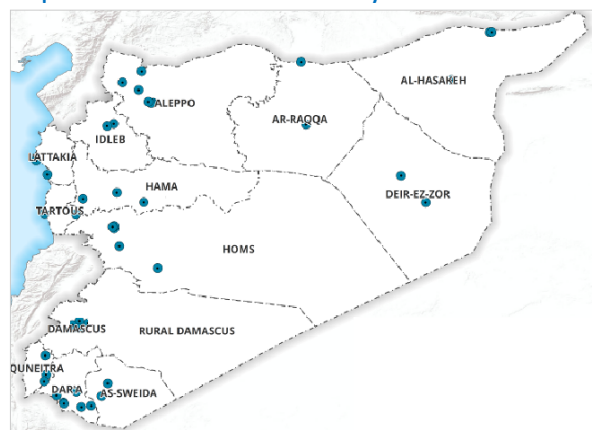 AL-HASAKEH
ALEPPO
AR-RAQQA
IDLEB
LATTAKIA
HAMA
DEIR-EZ-ZOR
TARTOUS
HOMS
DAMASCUS
RURAL DAMASCUS
QUNEITRA
DAR'A
AS-SWEIDA